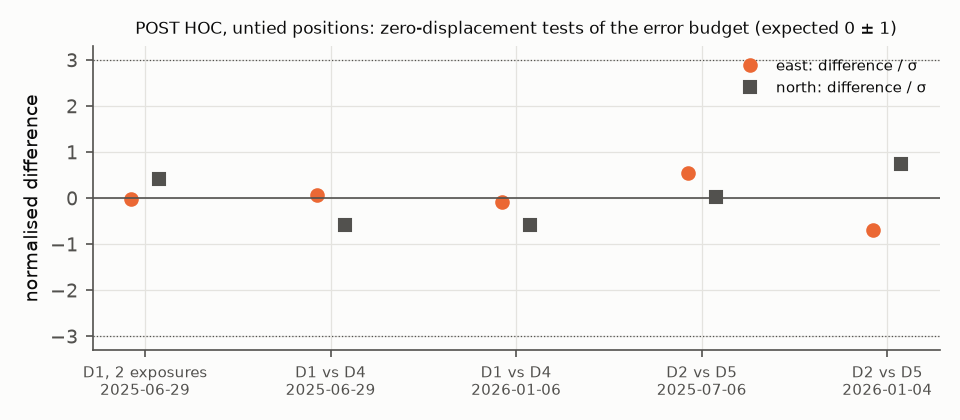 POST HOC, untied positions: zero-displacement tests of the error budget (expected 0 ± 1)
east: difference / σ
north: difference / σ
normalised difference
3
2
1
0
−1
−2
−3
D1, 2 exposures
2025-06-29
D1 vs D4
2025-06-29
D1 vs D4
2026-01-06
D2 vs D5
2025-07-06
D2 vs D5
2026-01-04